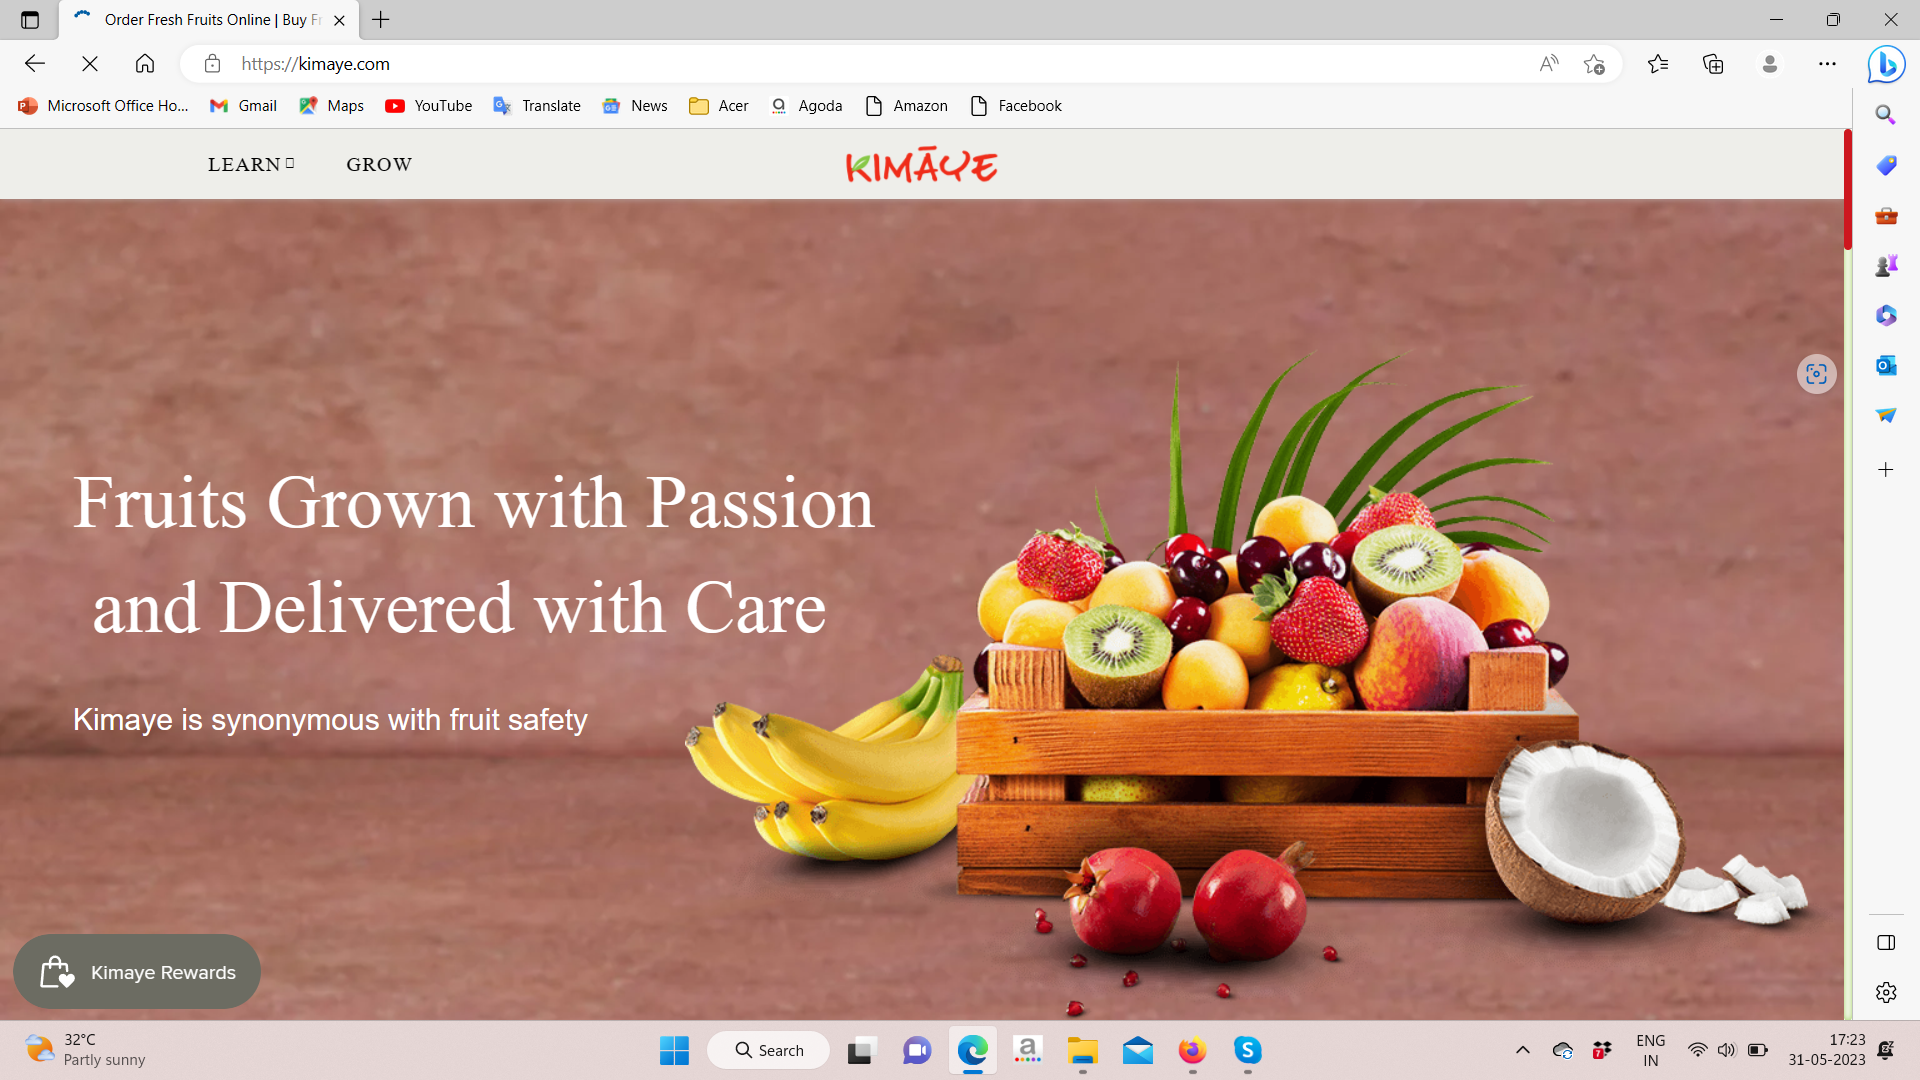 Order Fresh Fruits Online | Buy Fr
https://kimaye.com
Microsoft Office Ho...
Gmail
Maps
YouTube
Translate
News
Acer
Agoda
Amazon
Facebook
LEARN
GROW
KIMĀYE
Fruits Grown with Passion
and Delivered with Care
Kimaye is synonymous with fruit safety
Kimaye Rewards
32°C
Partly sunny
Search
7
ENG
IN
17:23
31-05-2023